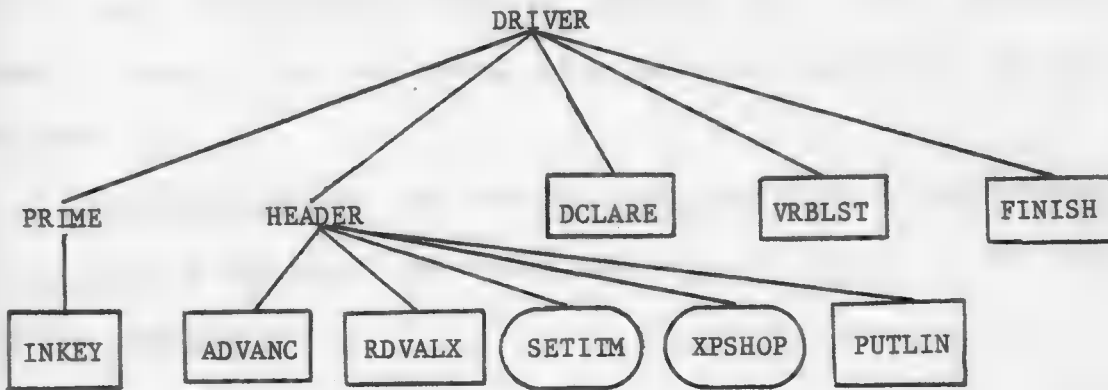 DRIVER
PRIME HEADER DCLARE VRBLST FINISH
INKEY ADVANC RDVALX SETITM XPSHOP PUTLIN